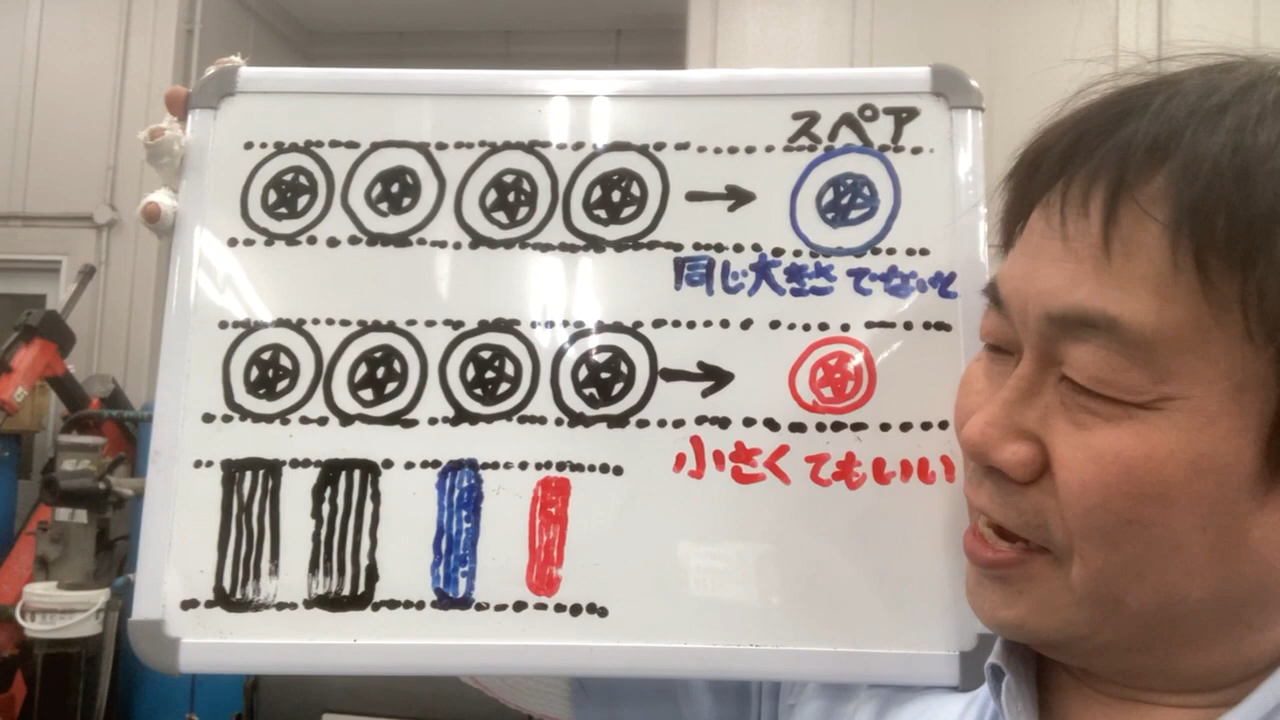 スペア
同じ大きさでないと
小さくてもいい